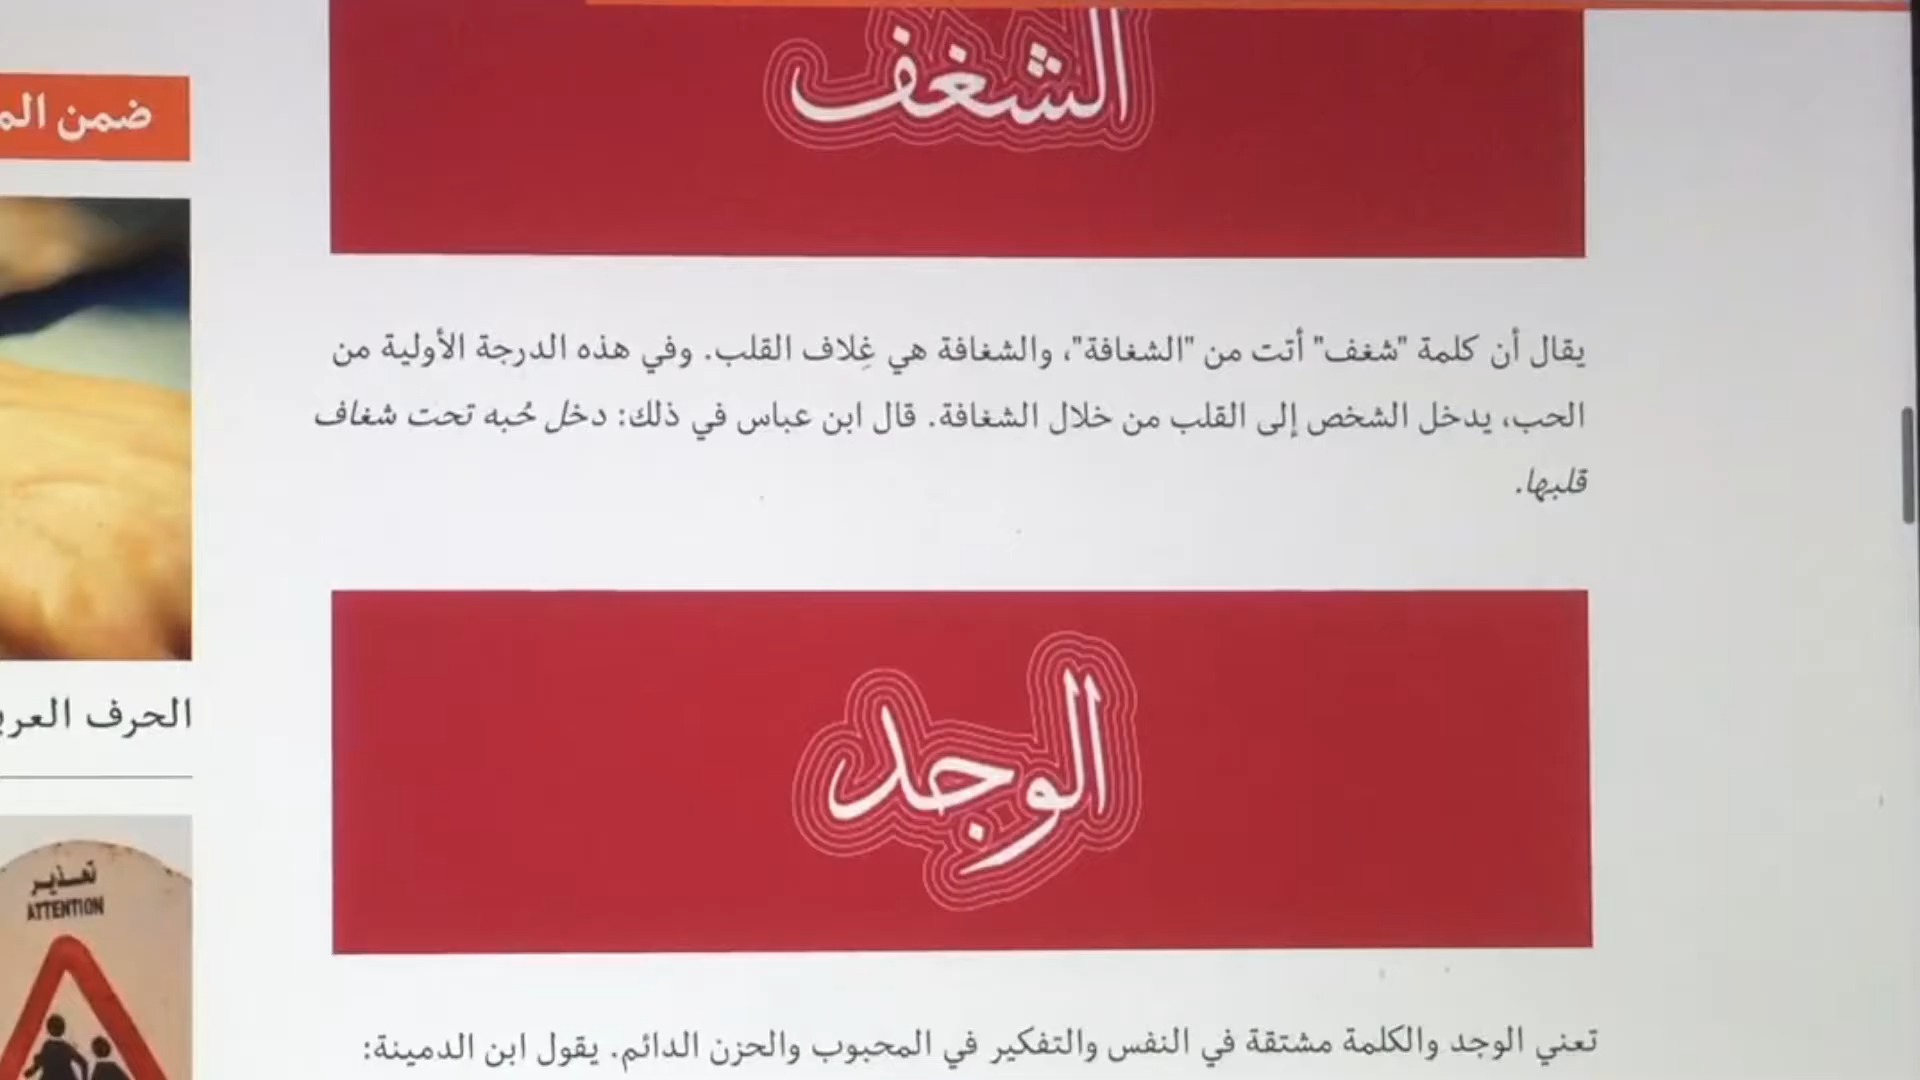 الشغف
يقال أن كلمة "شغف" أتت من "الشغافة"، والشغافة هي غِلاف القلب. وفي هذه الدرجة الأولية من
الحب، يدخل الشخص إلى القلب من خلال الشغافة. قال ابن عباس في ذلك: دخل حُبه تحت شغاف
قلبها.
الوجد
تعني الوجد والكلمة مشتقة في النفس والتفكير في المحبوب والحزن الدائم. يقول ابن الدمينة:
ضمن
الحرف
تحذير
ATTENTION